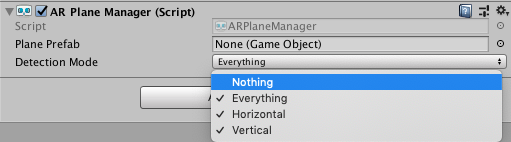 AR Plane Manager (Script)
Script ARPlaneManager
Plane Prefab None (Game Object)
Detection Mode Everything
Nothing
Everything
Horizontal
Vertical